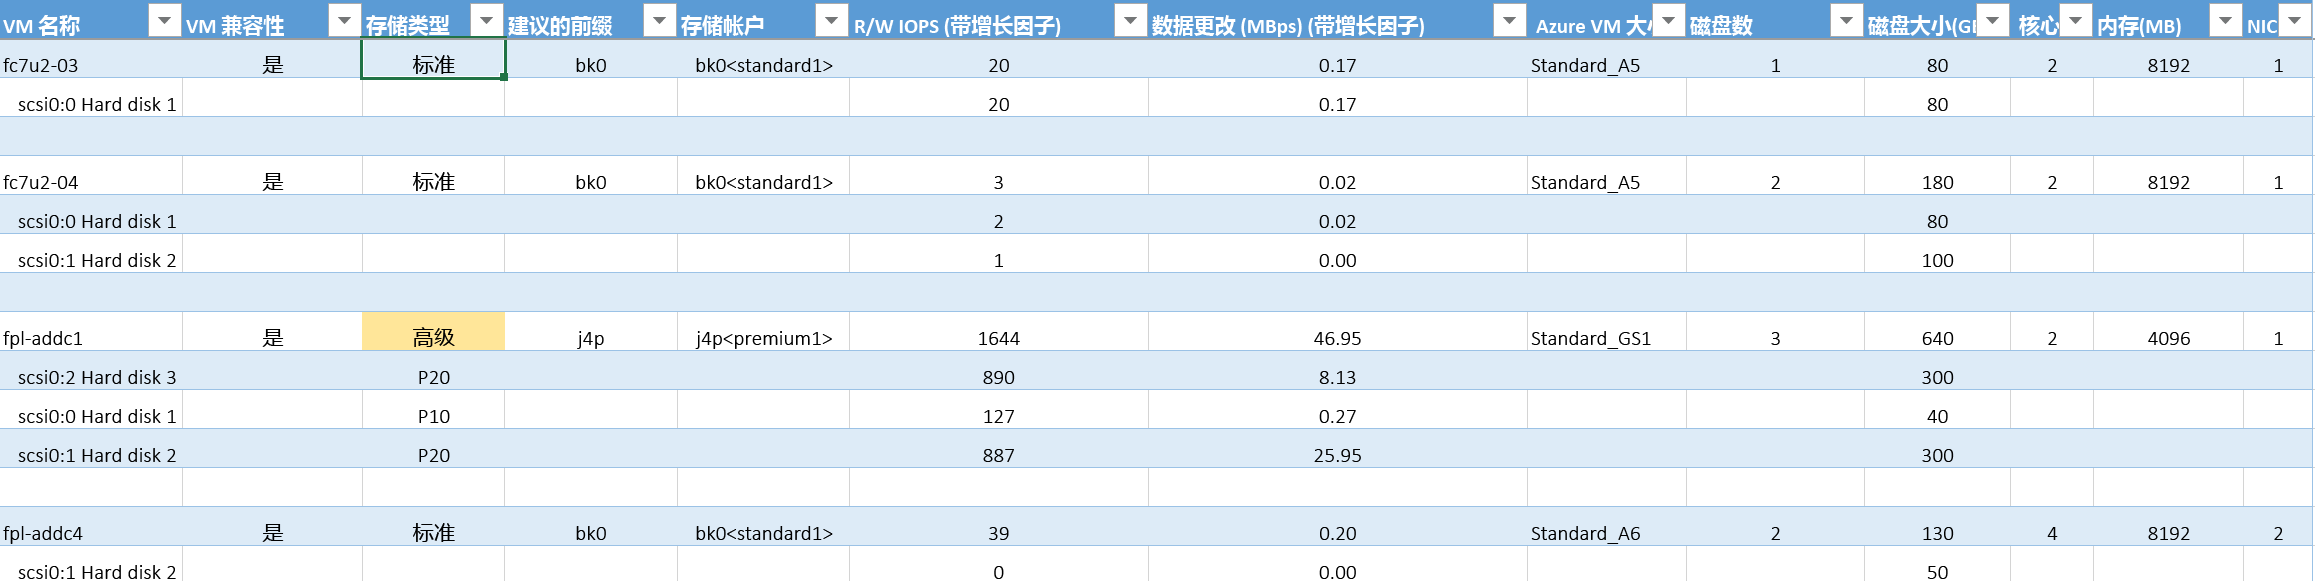 VM 名称 VM 兼容性 存储类型 建议的前缀 存储帐户 R/W IOPS (带增长因子) 数据更改 (MBps) (带增长因子) Azure VM 大小 磁盘数 磁盘大小(GB 核心 内存(MB) NIC
fc7u2-03 是 标准 bk0 bk0<standard1> 20 0.17 Standard_A5 1 80 2 8192 1
scsi0:0 Hard disk 1 20 0.17 80
fc7u2-04 是 标准 bk0 bk0<standard1> 3 0.02 Standard_A5 2 180 2 8192 1
scsi0:0 Hard disk 1 2 0.02 80
scsi0:1 Hard disk 2 1 0.00 100
fpl-addc1 是 高级 j4p j4p<premium1> 1644 46.95 Standard_GS1 3 640 2 4096 1
scsi0:2 Hard disk 3 P20 890 8.13 300
scsi0:0 Hard disk 1 P10 127 0.27 40
scsi0:1 Hard disk 2 P20 887 25.95 300
fpl-addc4 是 标准 bk0 bk0<standard1> 39 0.20 Standard_A6 2 130 4 8192 2
scsi0:1 Hard disk 2 0 0.00 50